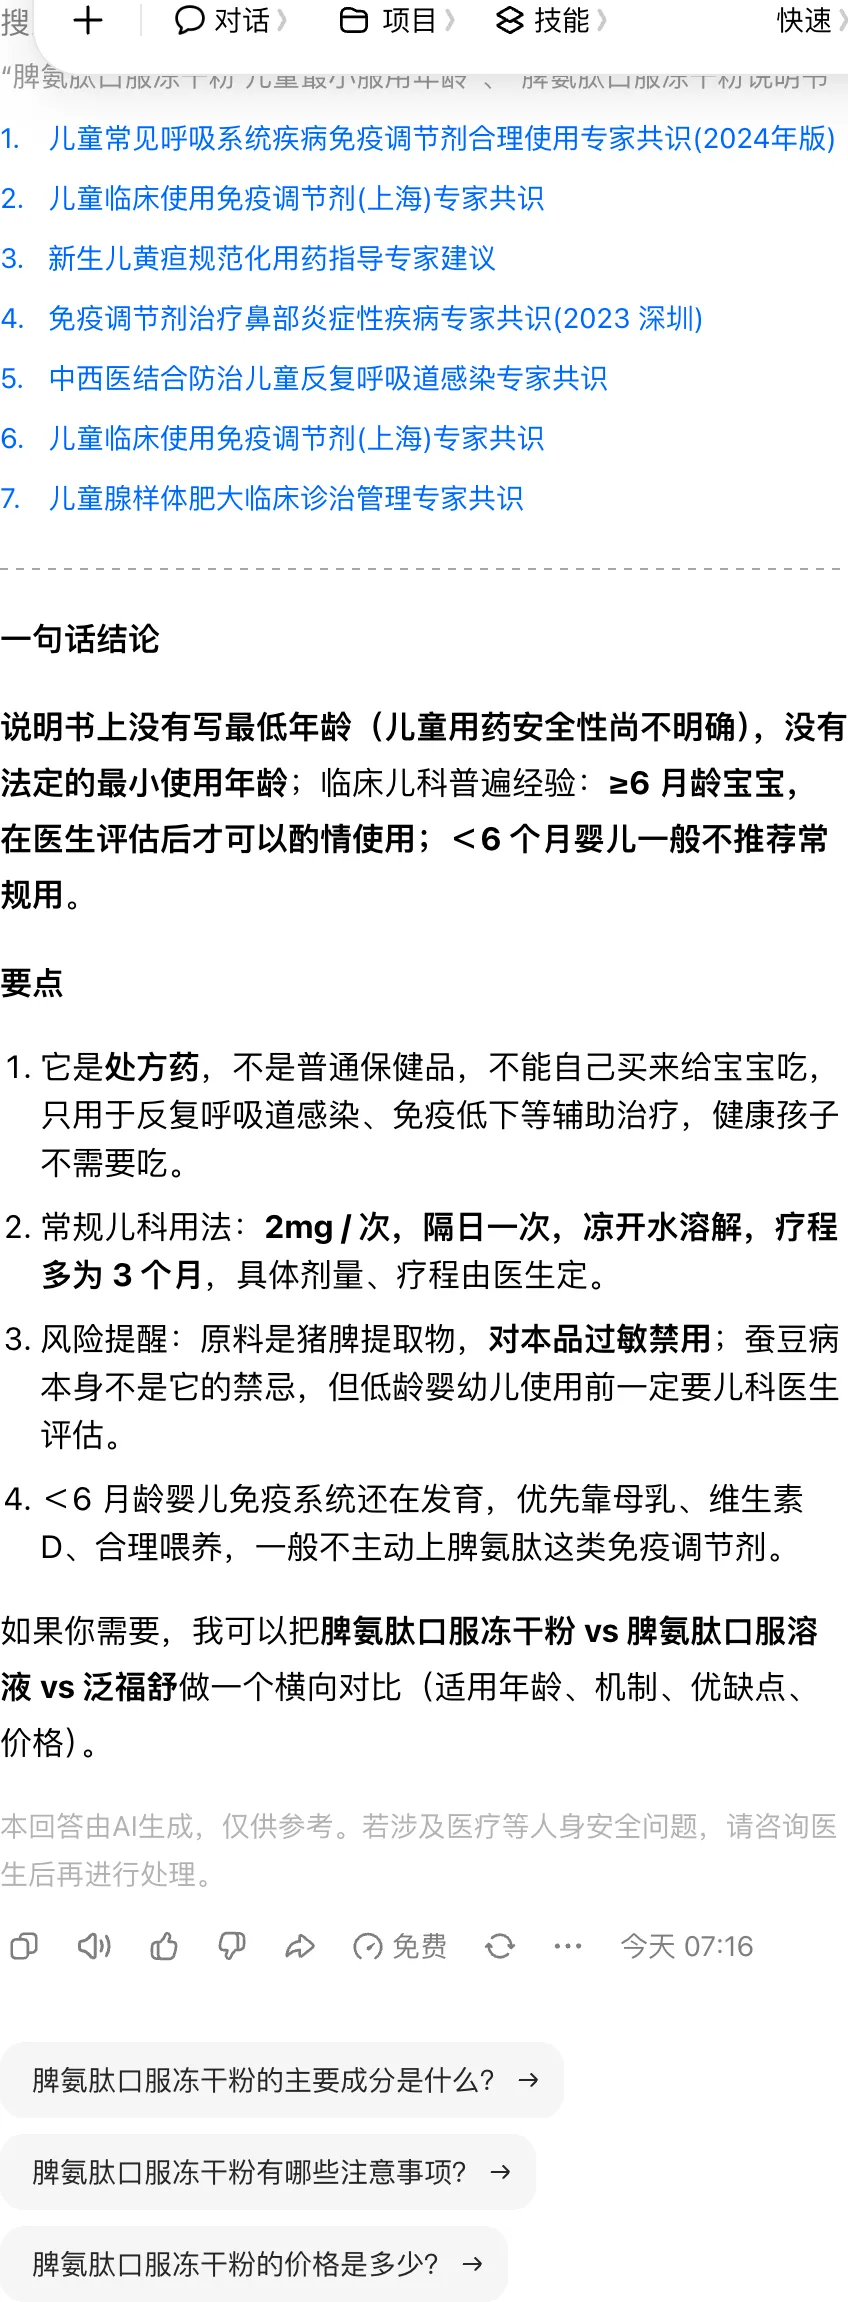 搜
对话
项目
技能
快速
“脾氨肽口服冻干粉 儿童最小服用年龄”、“脾氨肽口服冻干粉 说明书”
1. 儿童常见呼吸系统疾病免疫调节剂合理使用专家共识(2024年版)
2. 儿童临床使用免疫调节剂(上海)专家共识
3. 新生儿黄疸规范化用药指导专家建议
4. 免疫调节剂治疗鼻部炎症性疾病专家共识(2023 深圳)
5. 中西医结合防治儿童反复呼吸道感染专家共识
6. 儿童临床使用免疫调节剂(上海)专家共识
7. 儿童腺样体肥大临床诊治管理专家共识
一句话结论
说明书上没有写最低年龄（儿童用药安全性尚不明确），没有
法定的最小使用年龄；临床儿科普遍经验：≥6 月龄宝宝，
在医生评估后才可以酌情使用；＜6 个月婴儿一般不推荐常
规用。
要点
1. 它是处方药，不是普通保健品，不能自己买来给宝宝吃，
只用于反复呼吸道感染、免疫低下等辅助治疗，健康孩子
不需要吃。
2. 常规儿科用法：2mg / 次，隔日一次，凉开水溶解，疗程
多为 3 个月，具体剂量、疗程由医生定。
3. 风险提醒：原料是猪脾提取物，对本品过敏禁用；蚕豆病
本身不是它的禁忌，但低龄婴幼儿使用前一定要儿科医生
评估。
4. ＜6 月龄婴儿免疫系统还在发育，优先靠母乳、维生素
D、合理喂养，一般不主动上脾氨肽这类免疫调节剂。
如果你需要，我可以把脾氨肽口服冻干粉 vs 脾氨肽口服溶
液 vs 泛福舒做一个横向对比（适用年龄、机制、优缺点、
价格）。
本回答由AI生成，仅供参考。若涉及医疗等人身安全问题，请咨询医
生后再进行处理。
免费
今天 07:16
脾氨肽口服冻干粉的主要成分是什么？ →
脾氨肽口服冻干粉有哪些注意事项？ →
脾氨肽口服冻干粉的价格是多少？ →